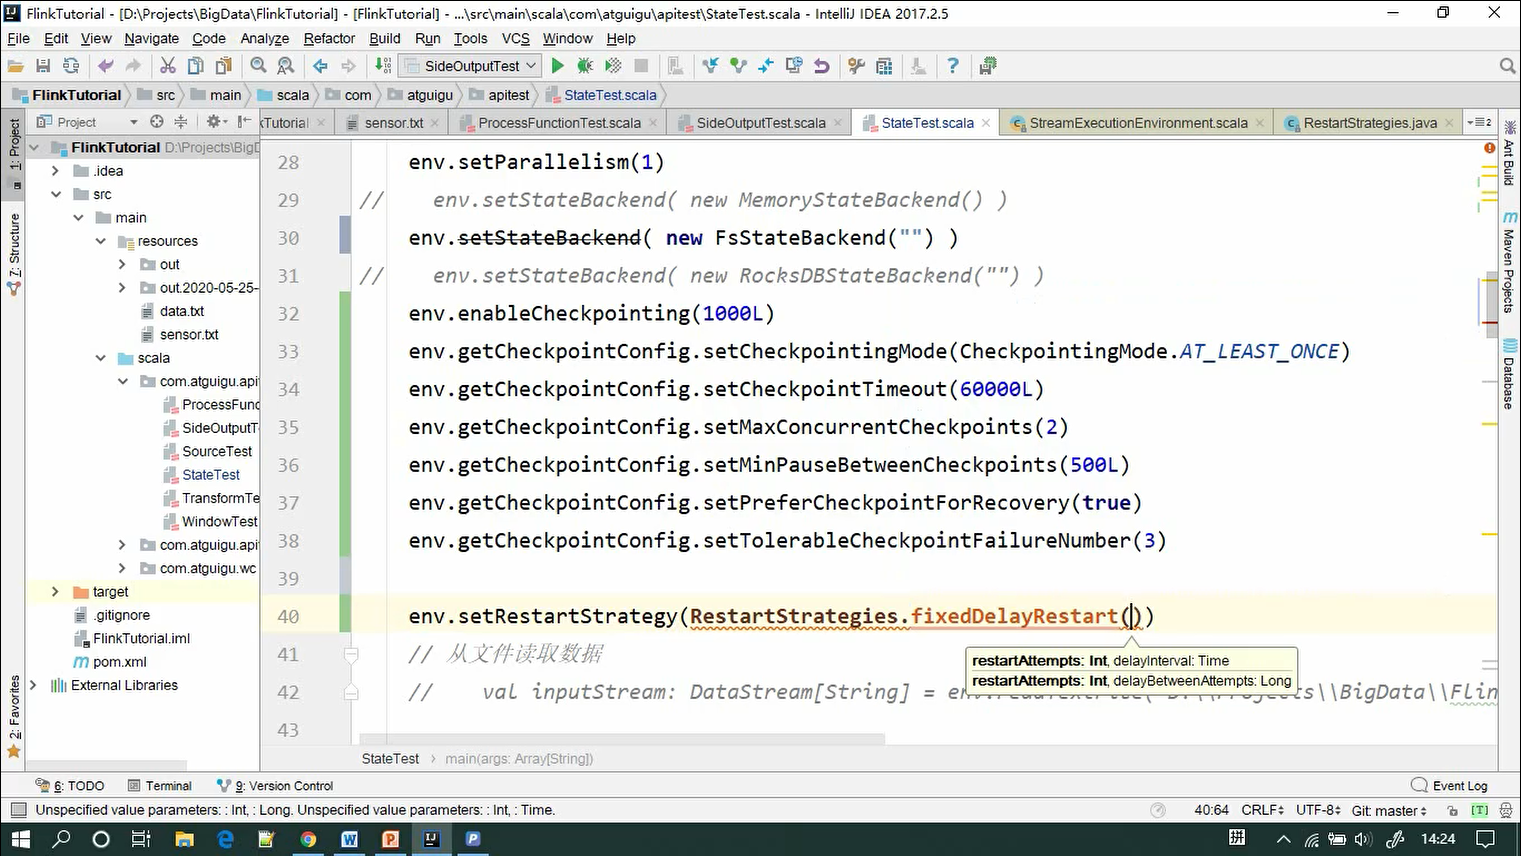 FlinkTutorial - [D:\Projects\BigData\FlinkTutorial] - [FlinkTutorial] - ...\src\main\scala\com\atguigu\apitest\StateTest.scala - IntelliJ IDEA 2017.2.5
File Edit View Navigate Code Analyze Refactor Build Run Tools VCS Window Help
SideOutputTest
FlinkTutorial src main scala com atguigu apitest StateTest.scala
Project kTutorial sensor.txt ProcessFunctionTest.scala SideOutputTest.scala StateTest.scala StreamExecutionEnvironment.scala RestartStrategies.java 2
FlinkTutorial D:\Projects\BigD
.idea
src
main
resources
out
out.2020-05-25-
data.txt
sensor.txt
scala
com.atguigu.api
ProcessFunc
SideOutputT
SourceTest
StateTest
TransformTe
WindowTest
com.atguigu.api
com.atguigu.wc
target
.gitignore
FlinkTutorial.iml
pom.xml
External Libraries
1: Project
7: Structure
2: Favorites
28 env.setParallelism(1)
29 // env.setStateBackend( new MemoryStateBackend() )
30 env.setStateBackend( new FsStateBackend("") )
31 // env.setStateBackend( new RocksDBStateBackend("") )
32 env.enableCheckpointing(1000L)
33 env.getCheckpointConfig.setCheckpointingMode(CheckpointingMode.AT_LEAST_ONCE)
34 env.getCheckpointConfig.setCheckpointTimeout(60000L)
35 env.getCheckpointConfig.setMaxConcurrentCheckpoints(2)
36 env.getCheckpointConfig.setMinPauseBetweenCheckpoints(500L)
37 env.getCheckpointConfig.setPreferCheckpointForRecovery(true)
38 env.getCheckpointConfig.setTolerableCheckpointFailureNumber(3)
39
40 env.setRestartStrategy(RestartStrategies.fixedDelayRestart())
41 // 从文件读取数据
restartAttempts: Int, delayInterval: Time
restartAttempts: Int, delayBetweenAttempts: Long
42 // val inputStream: DataStream[String] =
43
Ant Build
Maven Projects
Database
StateTest main(args: Array[String])
6: TODO Terminal 9: Version Control Event Log
Unspecified value parameters: : Int, : Long. Unspecified value parameters: : Int, : Time. 40:64 CRLF UTF-8 Git: master [T]
拼 14:24